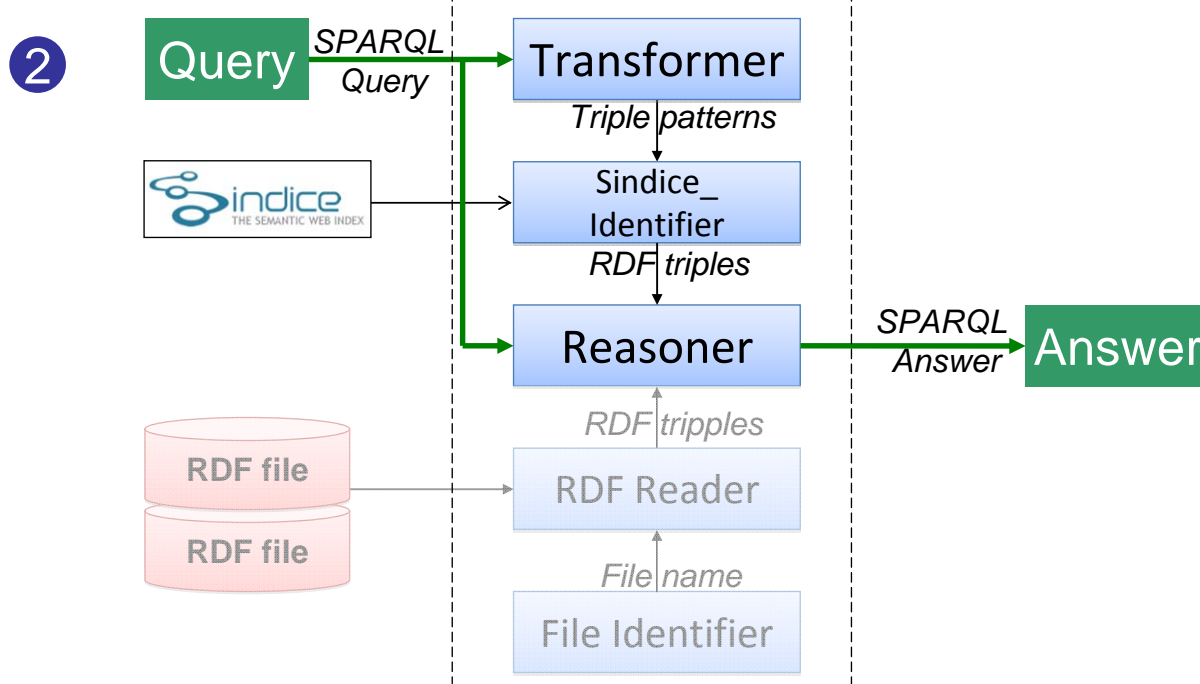 2
Query
SPARQL
Query
Transformer
Triple patterns
Sindice
THE SEMANTIC WEB INDEX
Sindice_
Identifier
RDF triples
Reasoner
SPARQL
Answer
Answer
RDF tripples
RDF file
RDF Reader
RDF file
File name
File Identifier